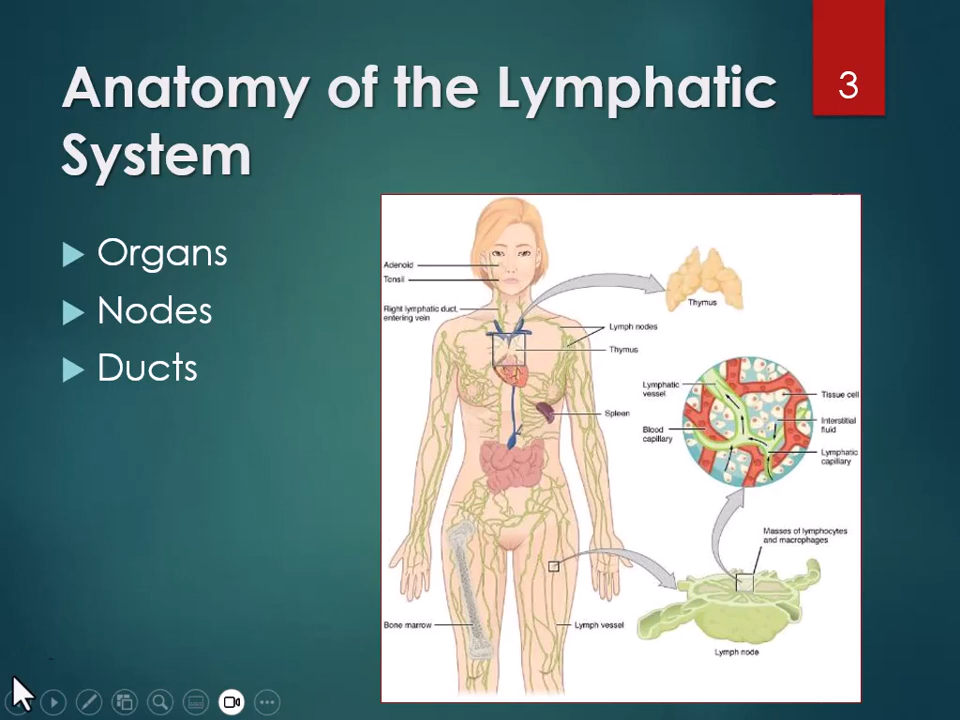 Anatomy of the Lymphatic
System
3
Organs
Nodes
Ducts
Adenoid
Tonsil
Right lymphatic duct,
entering vein
Thymus
Lymph nodes
Thymus
Spleen
Lymphatic
vessel
Blood
capillary
Tissue cell
Interstitial
fluid
Lymphatic
capillary
Masses of lymphocytes
and macrophages
Bone marrow
Lymph vessel
Lymph node